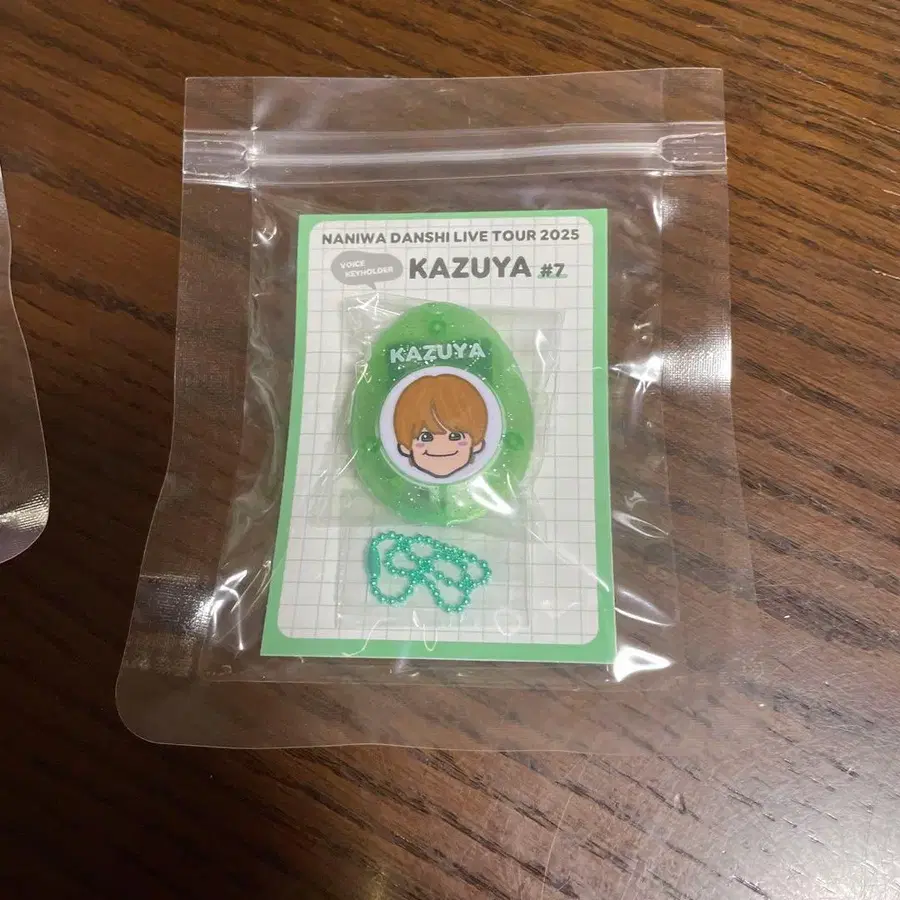 NANIWA DANSHI LIVE TOUR 2025
VOICE
KEYHOLDER
KAZUYA #7
KAZUYA